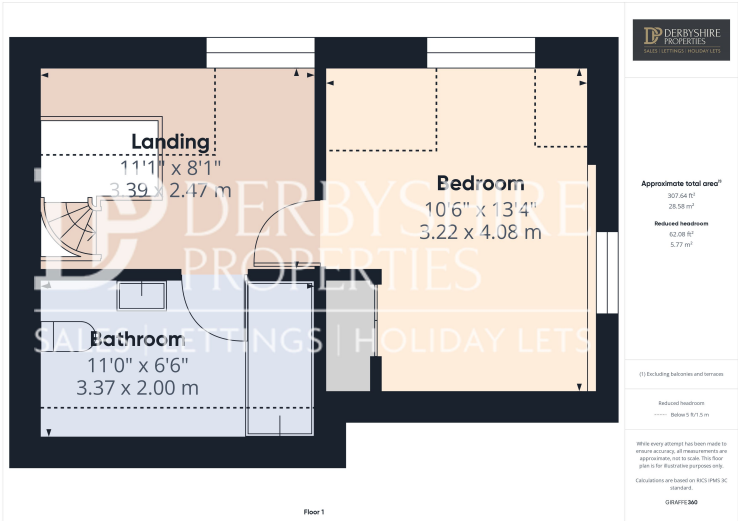 DERBYSHIRE
PROPERTIES
SALES | LETTINGS | HOLIDAY LETS
Landing
11'1" x 8'1"
3.39 x 2.47 m
Bedroom
10'6" x 13'4"
3.22 x 4.08 m
DERBYSHIRE
PROPERTIES
SALES | LETTINGS | HOLIDAY LETS
Bathroom
11'0" x 6'6"
3.37 x 2.00 m
Floor 1
Approximate total area⁽¹⁾
307.64 ft²
28.58 m²
Reduced headroom
62.08 ft²
5.77 m²
(1) Excluding balconies and terraces
Reduced headroom
Below 5 ft/1.5 m
While every attempt has been made to
ensure accuracy, all measurements are
approximate, not to scale. This floor
plan is for illustrative purposes only.
Calculations are based on RICS IPMS 3C
standard.
GIRAFFE360